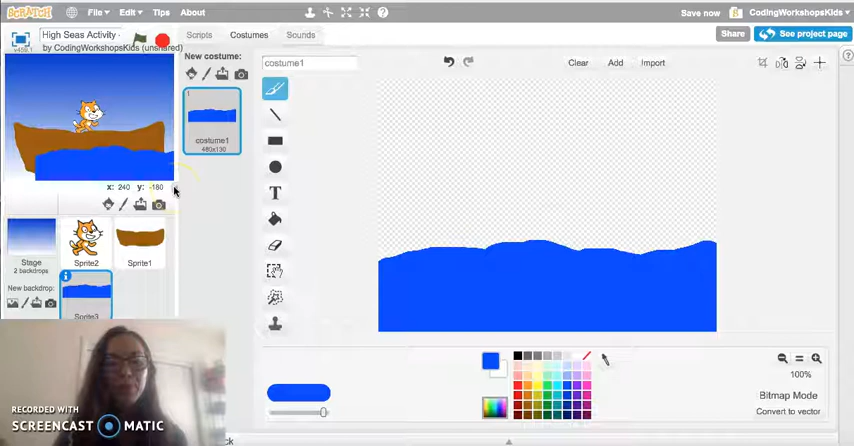 SCRATCH File Edit Tips About Save now CodingWorkshopsKids
v459.1 High Seas Activity - by CodingWorkshopsKids (unshared) Scripts Costumes Sounds Share See project page
New costume: costume1 Clear Add Import
1
costume1
480x130
x: 240 y: -180
Stage
2 backdrops
Sprite2
Sprite1
New backdrop:
Sprite3
100%
Bitmap Mode
Convert to vector
RECORDED WITH
SCREENCAST MATIC